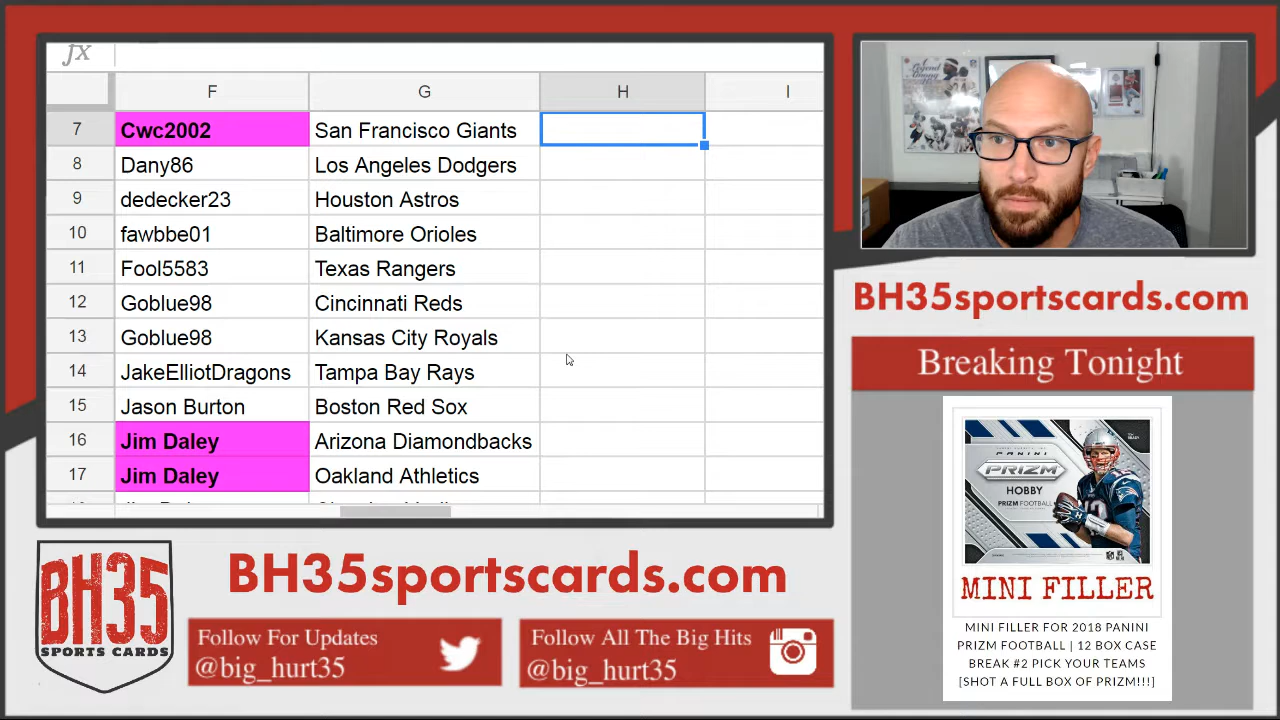 fx
F G H I
7 Cwc2002 San Francisco Giants
8 Dany86 Los Angeles Dodgers
9 dedecker23 Houston Astros
10 fawbbe01 Baltimore Orioles
11 Fool5583 Texas Rangers
12 Goblue98 Cincinnati Reds
13 Goblue98 Kansas City Royals
14 JakeElliotDragons Tampa Bay Rays
15 Jason Burton Boston Red Sox
16 Jim Daley Arizona Diamondbacks
17 Jim Daley Oakland Athletics
BH35sportscards.com
Breaking Tonight
PANINI
PRIZM
HOBBY
PRIZM FOOTBALL
MINI FILLER
MINI FILLER FOR 2018 PANINI
PRIZM FOOTBALL | 12 BOX CASE
BREAK #2 PICK YOUR TEAMS
[SHOT A FULL BOX OF PRIZM!!!]
BH35
SPORTS CARDS
BH35sportscards.com
Follow For Updates
@big_hurt35
Follow All The Big Hits
@big_hurt35